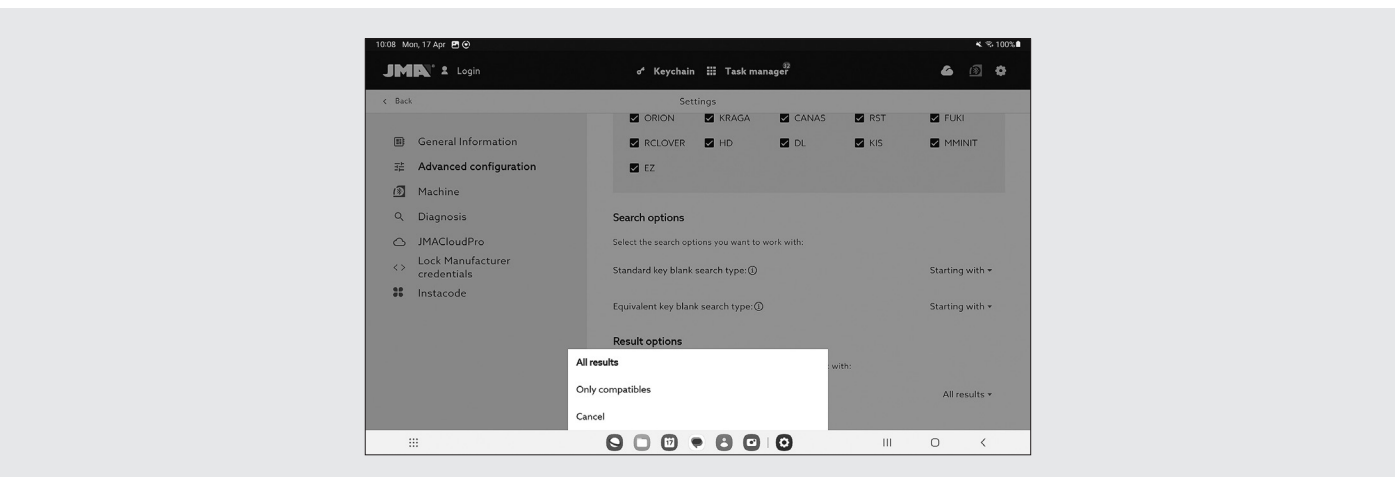 10:08 Mon, 17 Apr
100%
JMA
Login
Keychain
Task manager 32
Back
Settings
ORION KRAGA CANAS RST FUKI
RCLOVER HD DL KIS MMINIT
EZ
General Information
Advanced configuration
Machine
Diagnosis
JMACloudPro
Lock Manufacturer
credentials
Instacode
Search options
Select the search options you want to work with:
Standard key blank search type: Starting with
Equivalent key blank search type: Starting with
Result options
with:
All results
All results
Only compatibles
Cancel
17